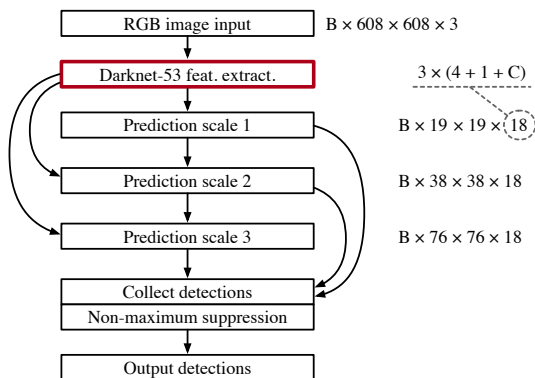 RGB image input B × 608 × 608 × 3
Darknet-53 feat. extract. 3 × (4 + 1 + C)
Prediction scale 1 B × 19 × 19 × 18
Prediction scale 2 B × 38 × 38 × 18
Prediction scale 3 B × 76 × 76 × 18
Collect detections
Non-maximum suppression
Output detections